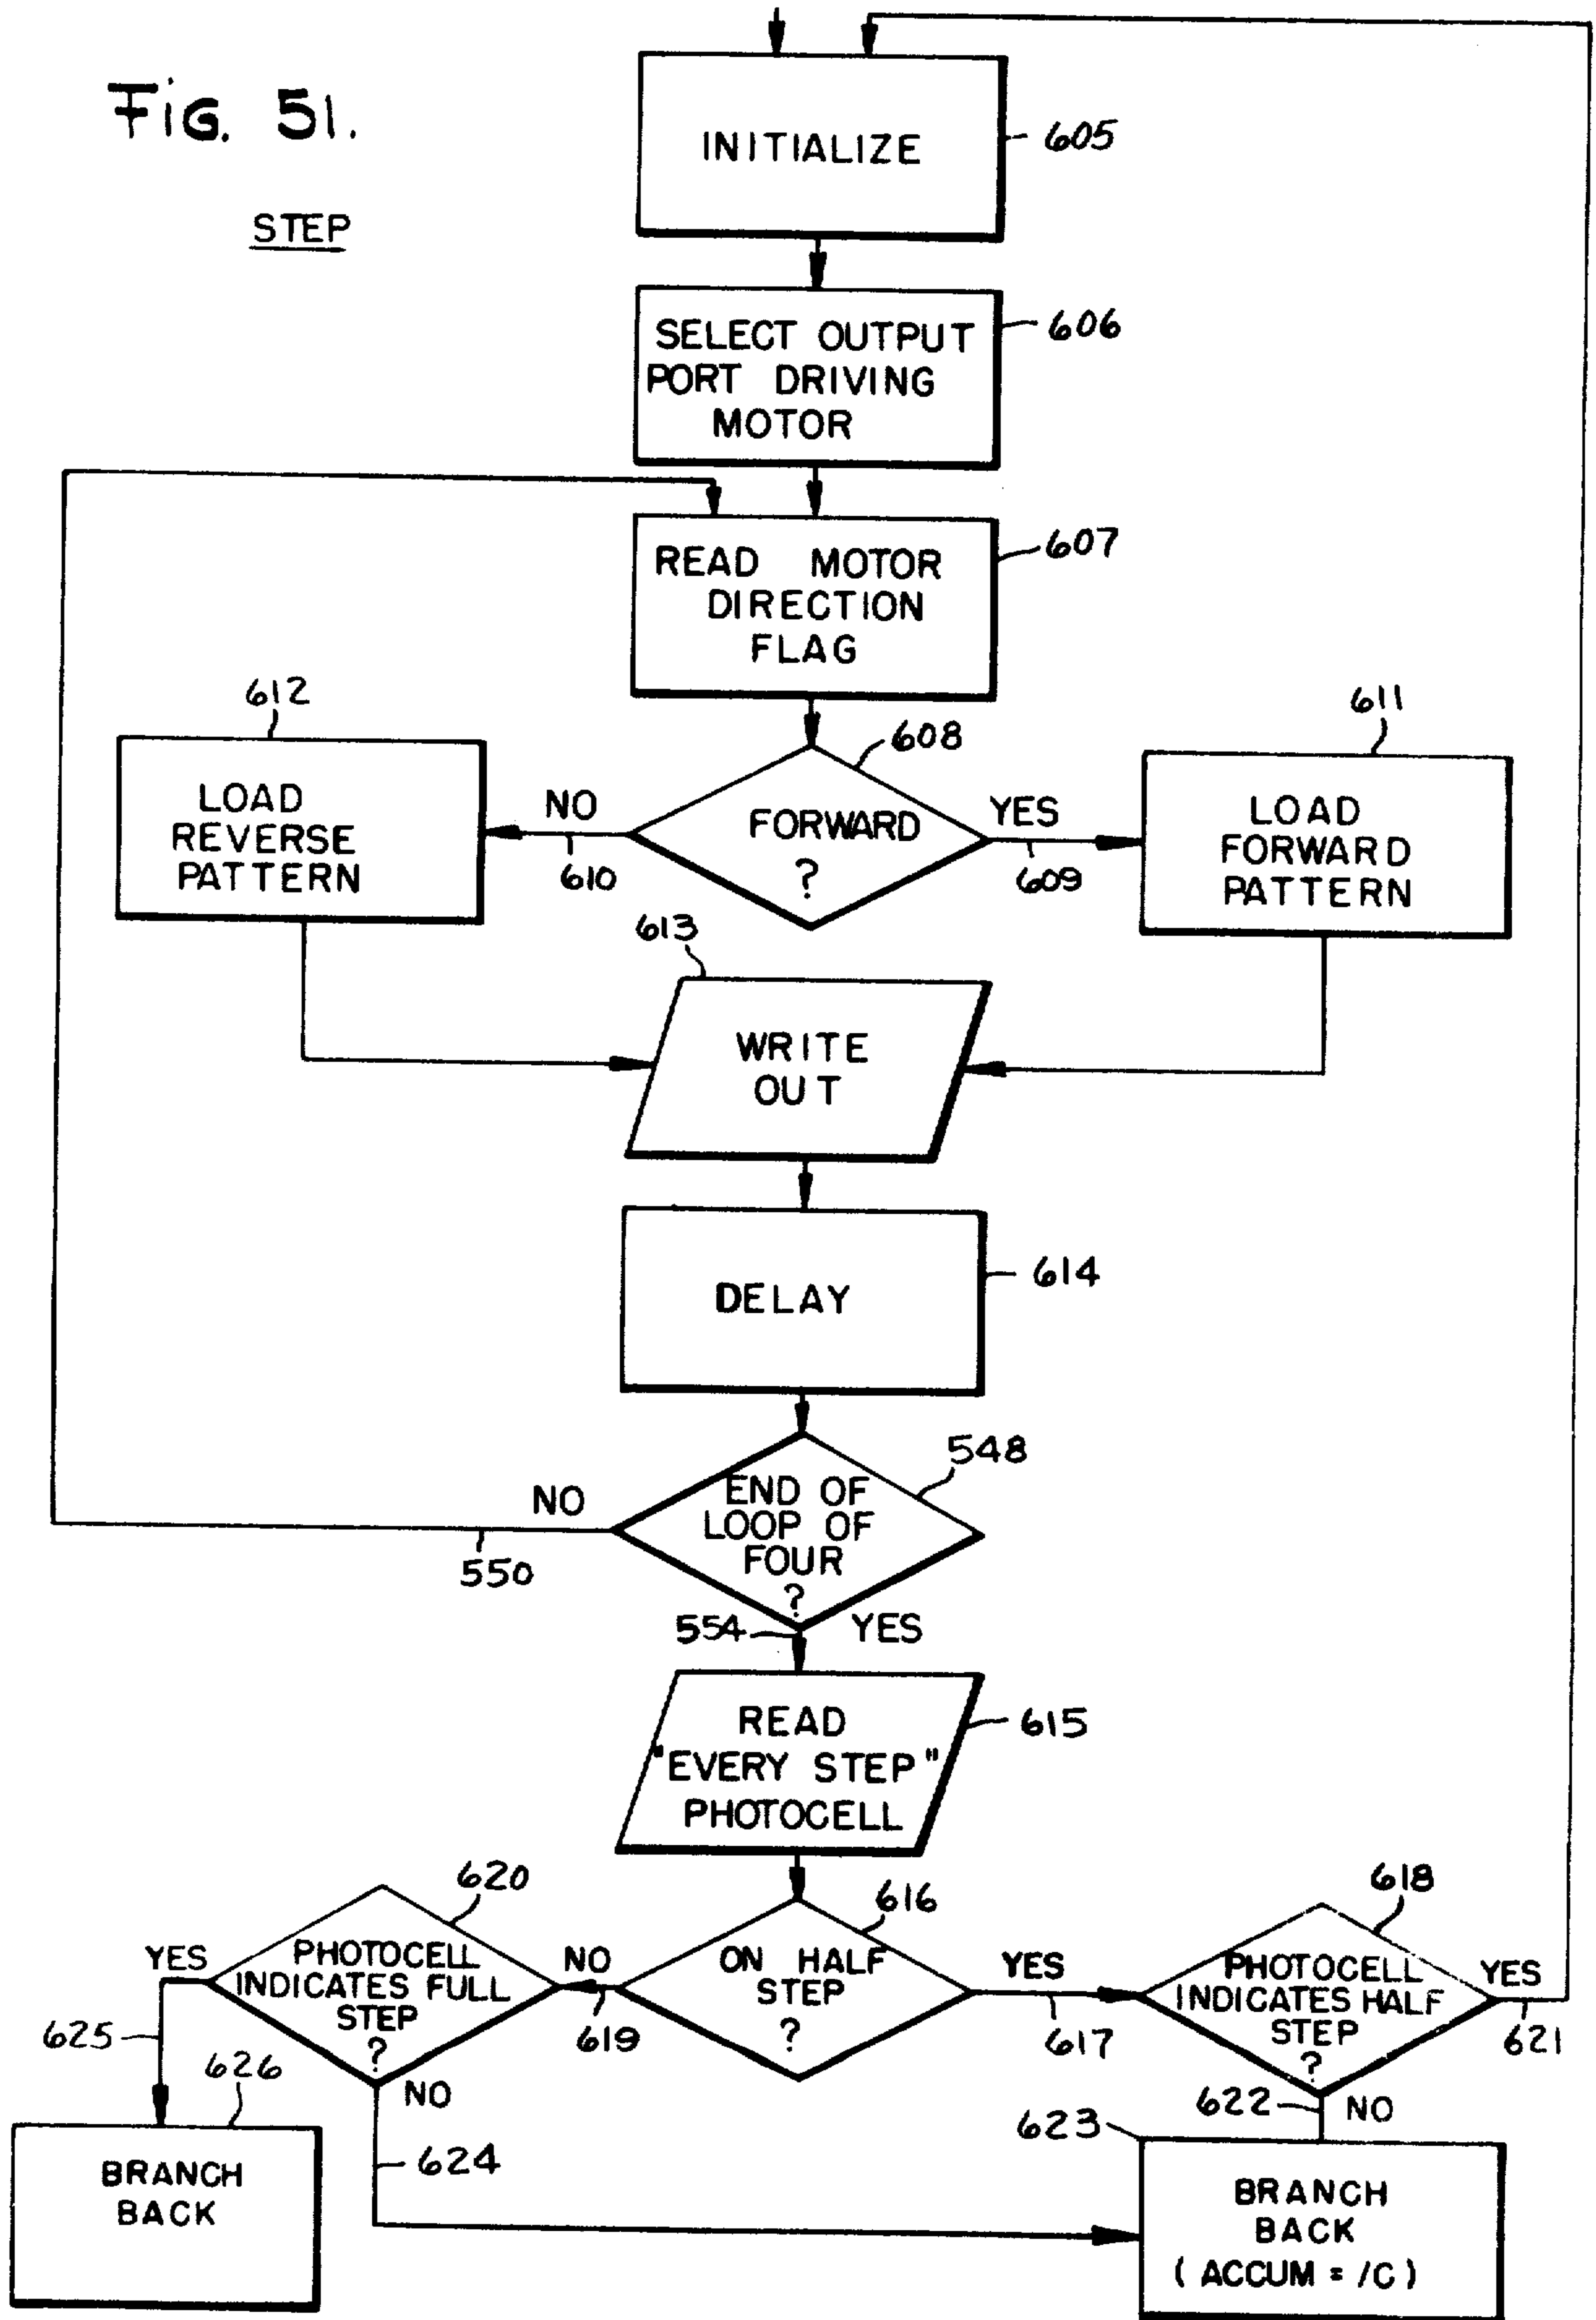 FIG. 51.
STEP
INITIALIZE
605
SELECT OUTPUT
PORT DRIVING
MOTOR
606
READ MOTOR
DIRECTION
FLAG
607
612
611
608
LOAD
REVERSE
PATTERN
NO
610
FORWARD
?
YES
609
LOAD
FORWARD
PATTERN
613
WRITE
OUT
DELAY
614
548
END OF
LOOP OF
FOUR
?
NO
550
554
YES
READ
"EVERY STEP"
PHOTOCELL
615
620
616
618
YES
PHOTOCELL
INDICATES FULL
STEP
?
NO
619
ON HALF
STEP
?
YES
617
PHOTOCELL
INDICATES HALF
STEP
?
YES
621
625
626
NO
624
622
NO
623
BRANCH
BACK
BRANCH
BACK
(ACCUM = /C)